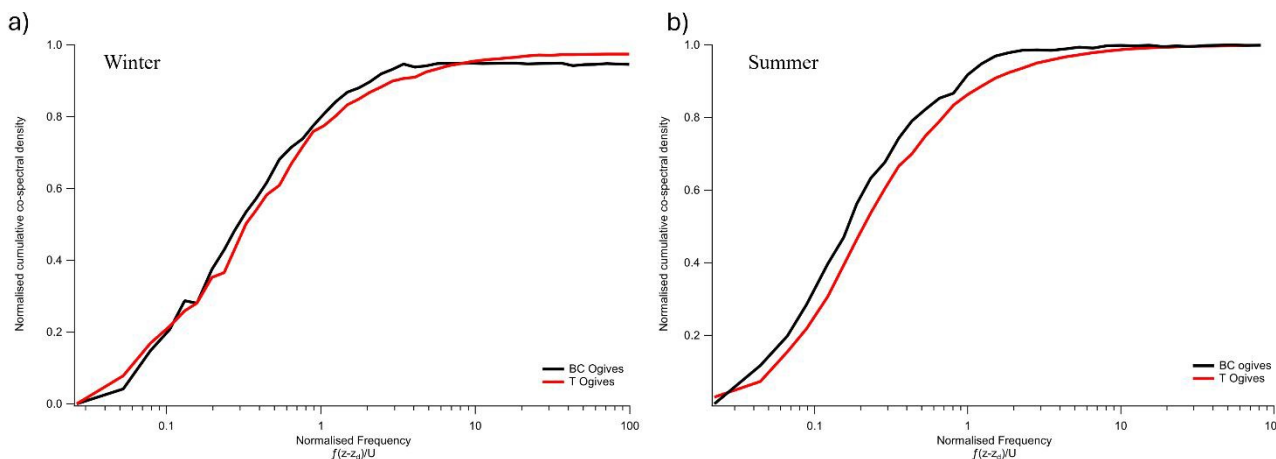 a)
Winter
Normalised cumulative co-spectral density
1.0
0.8
0.6
0.4
0.2
0.0
0.1
1
10
100
BC Ogives
T Ogives
Normalised Frequency
f(z-z_d)/U
b)
Summer
Normalised cumulative co-spectral density
1.0
0.8
0.6
0.4
0.2
0.1
1
10
BC ogives
T Ogives
Normalised Frequency
f(z-z_d)/U